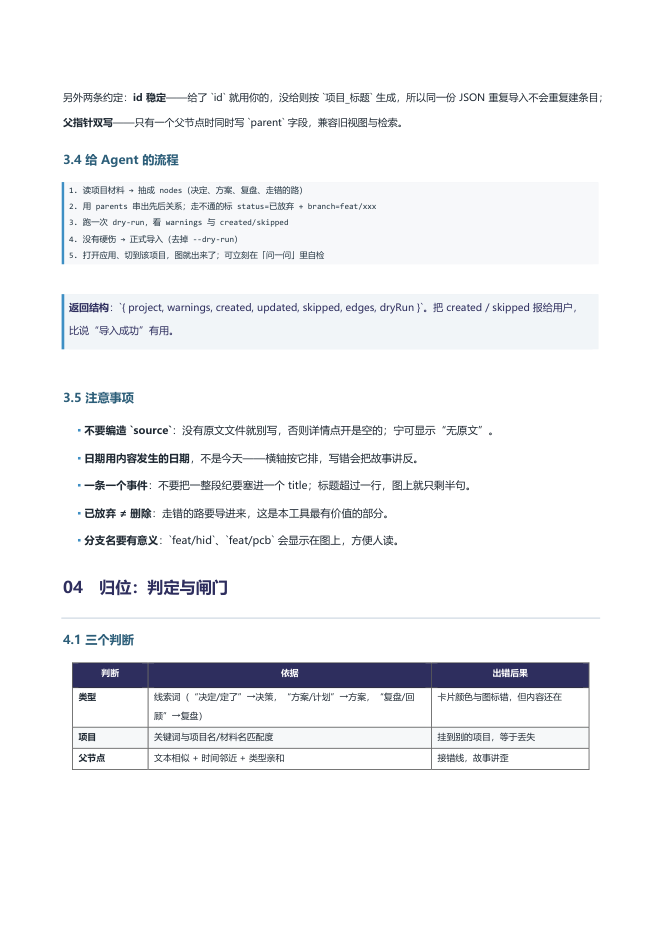 另外两条约定：id 稳定——给了 `id` 就用你的，没给则按 `项目_标题` 生成，所以同一份 JSON 重复导入不会重复建条目；
父指针双写——只有一个父节点时同时写 `parent` 字段，兼容旧视图与检索。
3.4 给 Agent 的流程
1. 读项目材料 → 抽成 nodes（决定、方案、复盘、走错的路）
2. 用 parents 串出先后关系；走不通的标 status=已放弃 + branch=feat/xxx
3. 跑一次 dry-run，看 warnings 与 created/skipped
4. 没有硬伤 → 正式导入（去掉 --dry-run）
5. 打开应用、切到该项目，图就出来了；可立刻在「问一问」里自检
返回结构：`{ project, warnings, created, updated, skipped, edges, dryRun }`。把 created / skipped 报给用户，
比说“导入成功”有用。
3.5 注意事项
▪ 不要编造 `source`：没有原文文件就别写，否则详情点开是空的；宁可显示“无原文”。
▪ 日期用内容发生的日期，不是今天——横轴按它排，写错会把故事讲反。
▪ 一条一个事件：不要把一整段纪要塞进一个 title；标题超过一行，图上就只剩半句。
▪ 已放弃 ≠ 删除：走错的路要导进来，这是本工具最有价值的部分。
▪ 分支名要有意义：`feat/hid`、`feat/pcb` 会显示在图上，方便人读。
04 归位：判定与闸门
4.1 三个判断
判断 依据 出错后果
类型 线索词（“决定/定了”→决策，“方案/计划”→方案，“复盘/回 卡片颜色与图标错，但内容还在
顾”→复盘）
项目 关键词与项目名/材料名匹配度 挂到别的项目，等于丢失
父节点 文本相似 + 时间邻近 + 类型亲和 接错线，故事讲歪